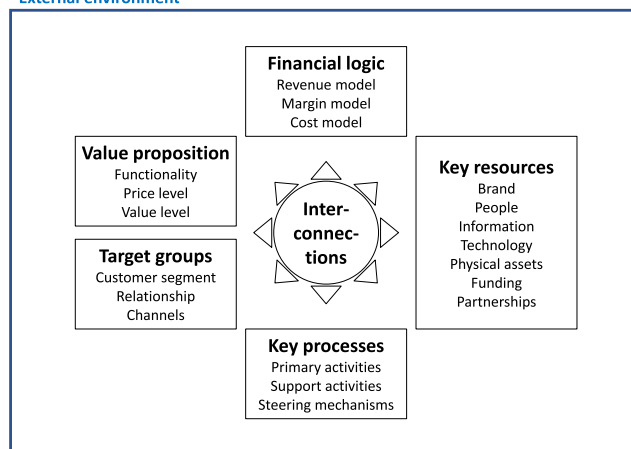 External environment
Financial logic
Revenue model
Margin model
Cost model
Value proposition
Functionality
Price level
Value level
Key resources
Brand
People
Information
Technology
Physical assets
Funding
Partnerships
Inter-
connec-
tions
Target groups
Customer segment
Relationship
Channels
Key processes
Primary activities
Support activities
Steering mechanisms